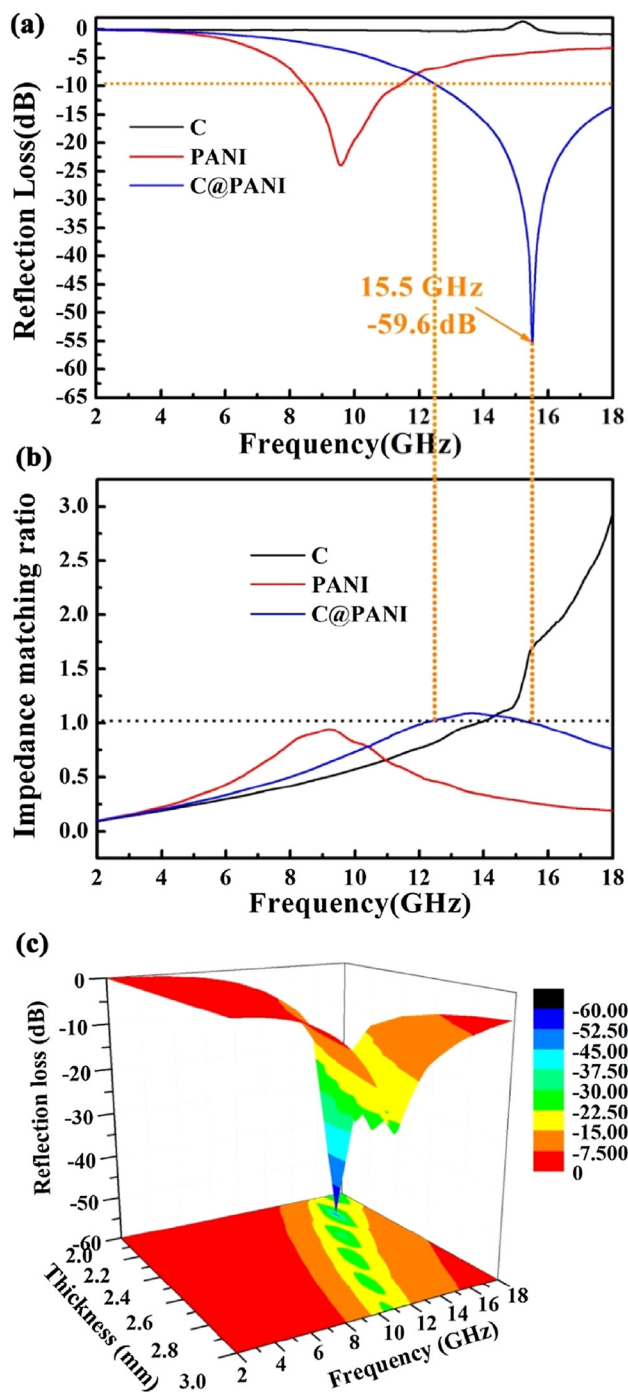 (a)
0
-5
-10
-15
-20
-25
-30
-35
-40
-45
-50
-55
-60
-65
Reflection Loss(dB)
C
PANI
C@PANI
15.5 GHz
-59.6 dB
2 4 6 8 10 12 14 16 18
Frequency(GHz)
(b)
3.0
2.5
2.0
1.5
1.0
0.5
0.0
Impedance matching ratio
C
PANI
C@PANI
2 4 6 8 10 12 14 16 18
Frequency(GHz)
(c)
0
-10
-20
-30
-40
-50
-60
Reflection loss (dB)
2.0
2.2
2.4
2.6
2.8
3.0
Thickness (mm)
2 4 6 8 10 12 14 16 18
Frequency (GHz)
-60.00
-52.50
-45.00
-37.50
-30.00
-22.50
-15.00
-7.500
0